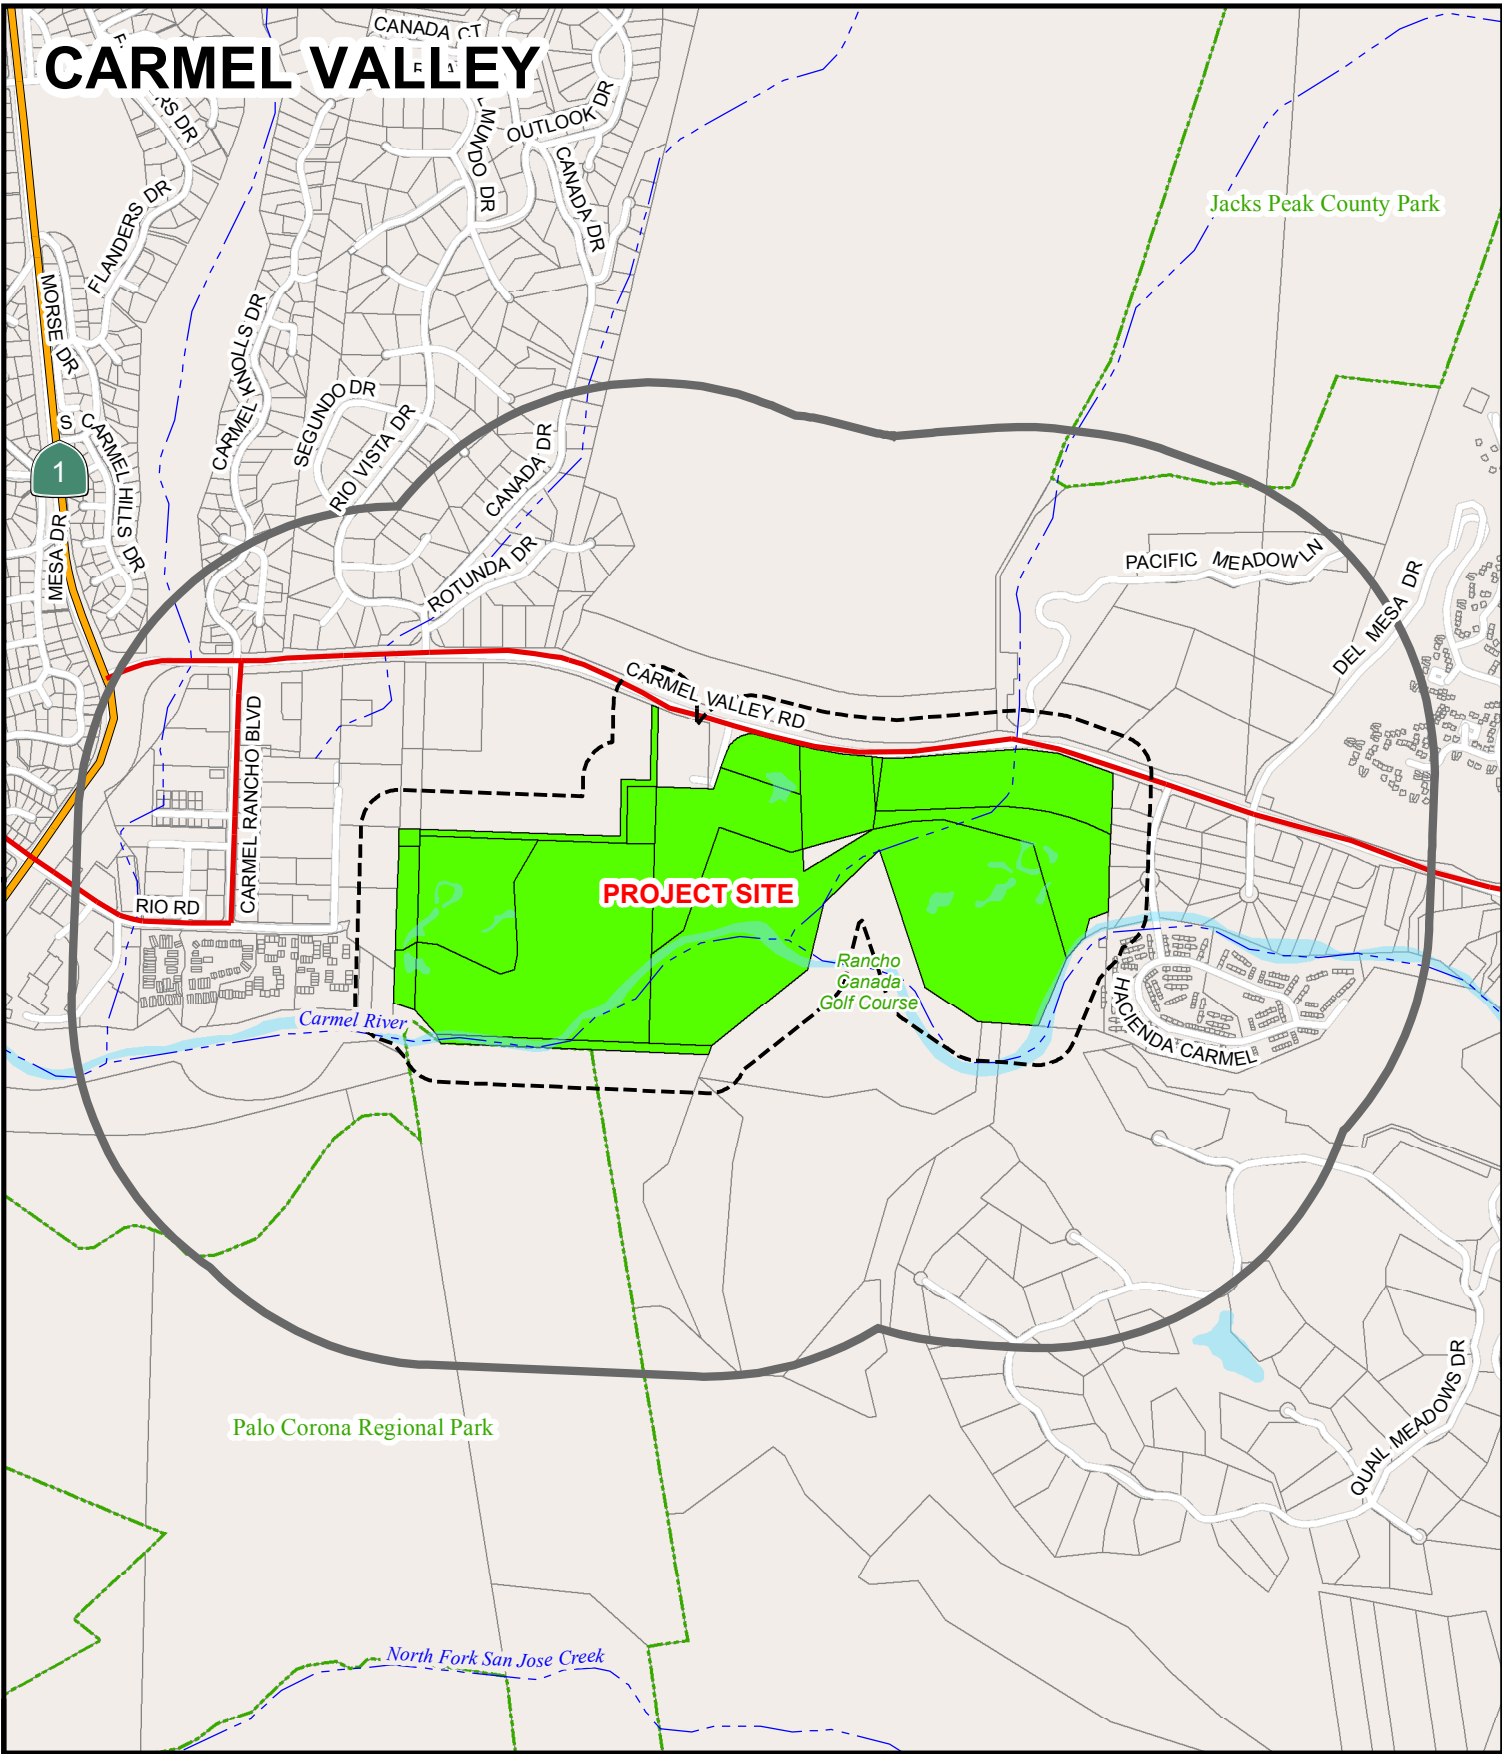 CANADA CT
CARMEL VALLEY
RS DR
MUNDO DR
OUTLOOK DR
CANADA DR
FLANDERS DR
Jacks Peak County Park
MORSE DR
CARMEL KNOLLS DR
SEGUNDO DR
RIO VISTA DR
S CARMEL HILLS DR
1
CANADA DR
MESA DR
ROTUNDA DR
PACIFIC MEADOW LN
DEL MESA DR
CARMEL VALLEY RD
CARMEL RANCHO BLVD
PROJECT SITE
RIO RD
Rancho
Canada
Golf Course
Carmel River
HACIENDA CARMEL
QUAIL MEADOWS DR
Palo Corona Regional Park
North Fork San Jose Creek